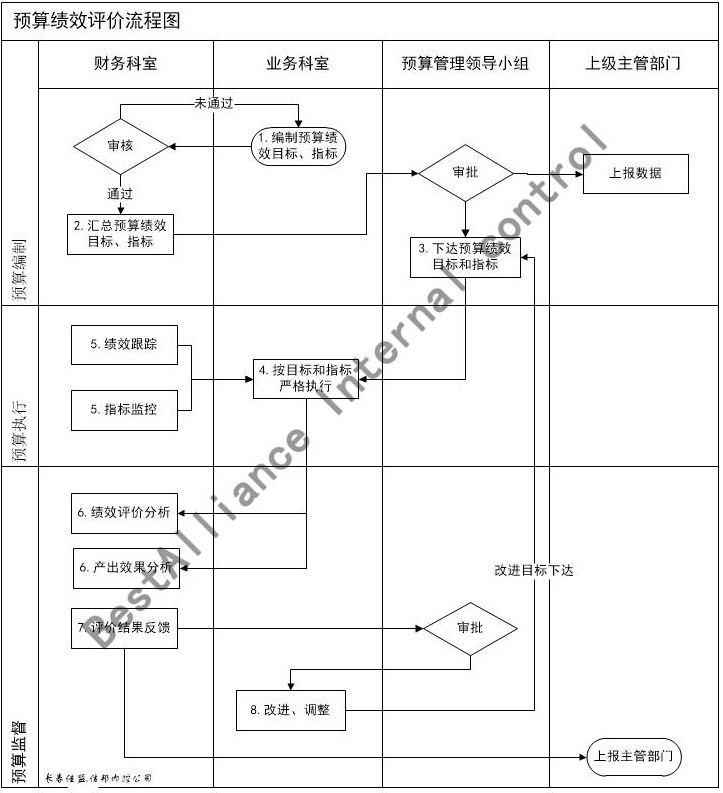 预算绩效评价流程图
财务科室
业务科室
预算管理领导小组
上级主管部门
预算编制
未通过
审核
1.编制预算绩
效目标、指标
通过
审批
上报数据
2.汇总预算绩效
目标、指标
3.下达预算绩效
目标和指标
预算执行
5.绩效跟踪
4.按目标和指标
严格执行
5.指标监控
预算监督
6.绩效评价分析
6.产出效果分析
改进目标下达
7.评价结果反馈
审批
8.改进、调整
上报主管部门
BestAlliance Internal control